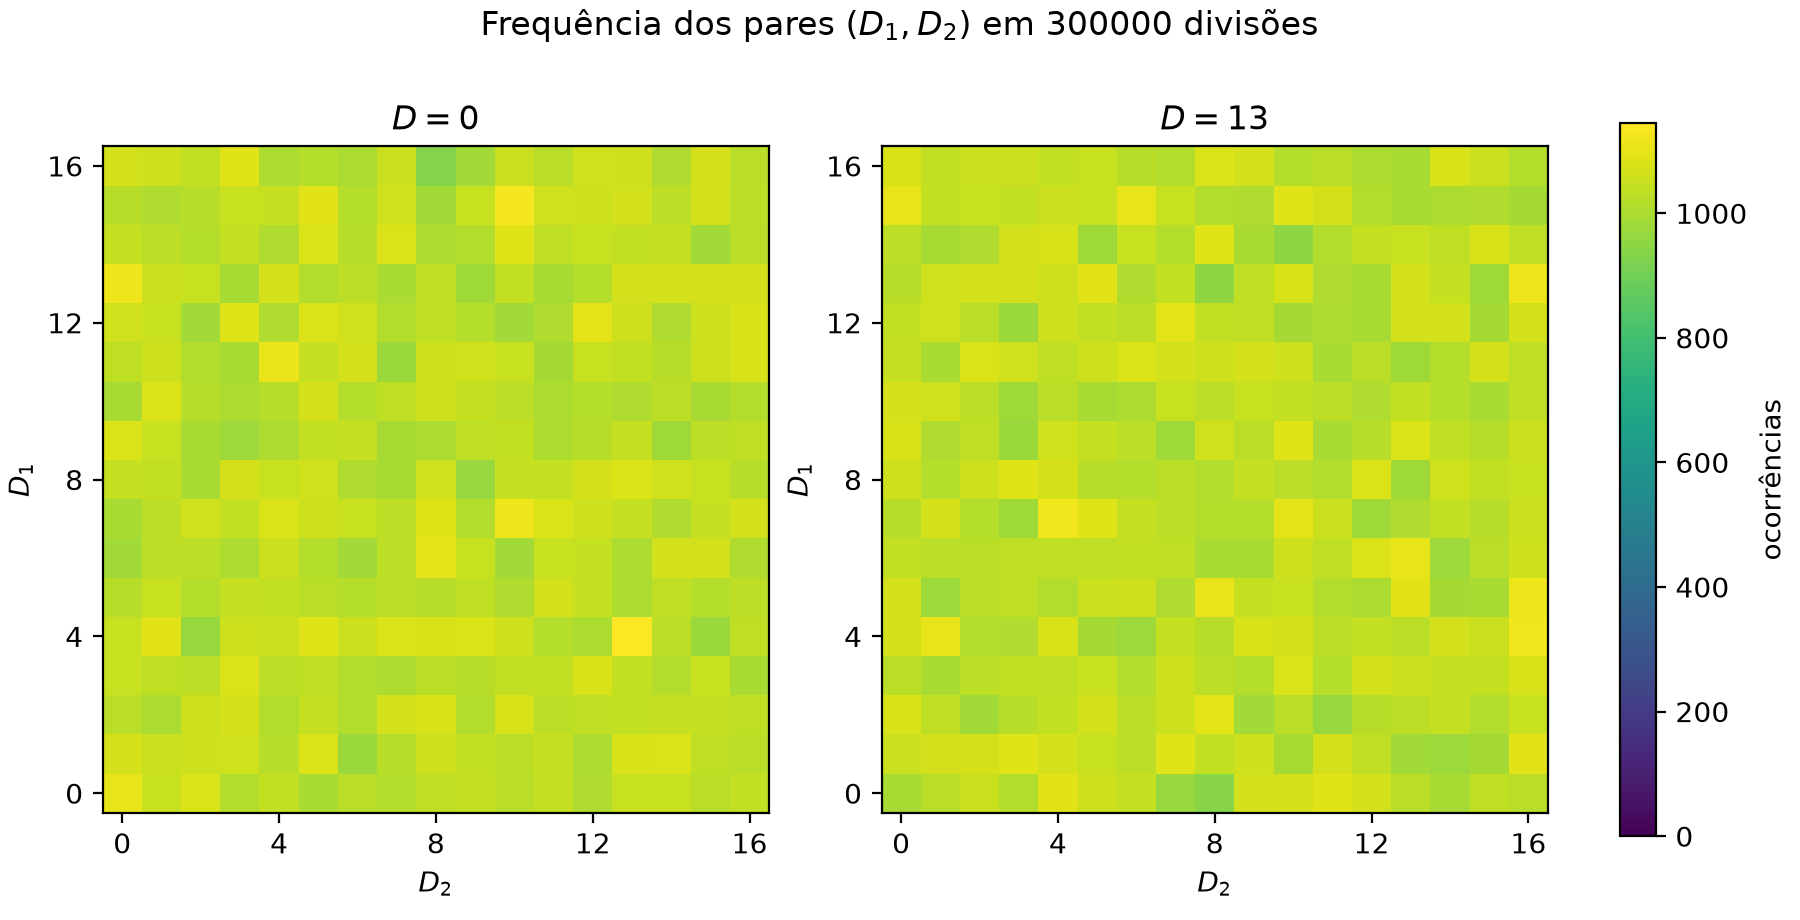 Frequência dos pares (D₁, D₂) em 300000 divisões
D = 0
D = 13
16
12
8
4
0
D₁
0 4 8 12 16
D₂
16
12
8
4
0
D₁
0 4 8 12 16
D₂
1000
800
600
400
200
0
ocorrências